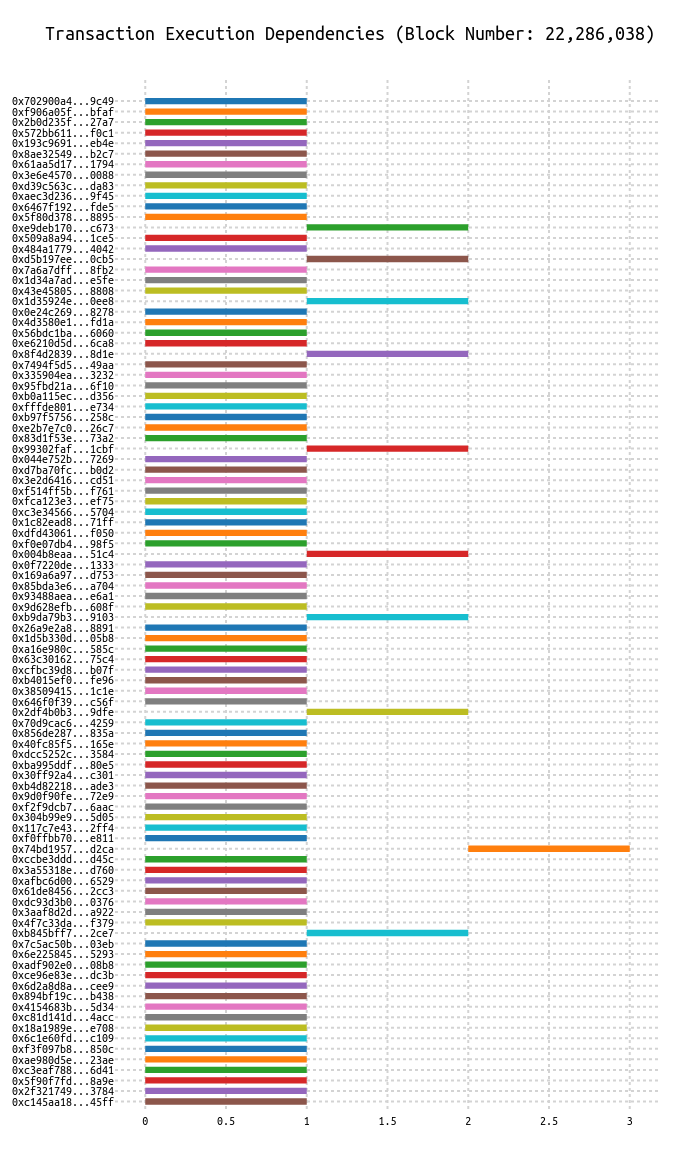 Transaction Execution Dependencies (Block Number: 22,286,038)
0x702900a4...9c49
0xf906a05f...bfaf
0x2b0d235f...27a7
0x572bb611...f0c1
0x193c9691...eb4e
0x8ae32549...b2c7
0x61aa5d17...1794
0x3e6e4570...0088
0xd39c563c...da83
0xaec3d236...9f45
0x6467f192...fde5
0x5f80d378...8895
0xe9deb170...c673
0x509a8a94...1ce5
0x484a1779...4042
0xd5b197ee...0cb5
0x7a6a7dff...8fb2
0x1d34a7ad...e5fe
0x43e45805...8808
0x1d35924e...0ee8
0x0e24c269...8278
0x4d3580e1...fd1a
0x56bdc1ba...6060
0xe6210d5d...6ca8
0x8f4d2839...8d1e
0x7494f5d5...49aa
0x335904ea...3232
0x95fbd21a...6f10
0xb0a115ec...d356
0xfffde801...e734
0xb97f5756...258c
0xe2b7e7c0...26c7
0x83d1f53e...73a2
0x99302faf...1cbf
0x044e752b...7269
0xd7ba70fc...b0d2
0x3e2d6416...cd51
0xf514ff5b...f761
0xfca123e3...ef75
0xc3e34566...5704
0x1c82ead8...71ff
0xdfd43061...f050
0xf0e07db4...98f5
0x004b8eaa...51c4
0x0f7220de...1333
0x169a6a97...d753
0x85bda3e6...a704
0x93488aea...e6a1
0x9d628efb...608f
0xb9da79b3...9103
0x26a9e2a8...8891
0x1d5b330d...05b8
0xa16e980c...585c
0x63c30162...75c4
0xcfbc39d8...b07f
0xb4015ef0...fe96
0x38509415...1c1e
0x646f0f39...c56f
0x2df4b0b3...9dfe
0x70d9cac6...4259
0x856de287...835a
0x40fc85f5...165e
0xdcc5252c...3584
0xba995ddf...80e5
0x30ff92a4...c301
0xb4d82218...ade3
0x9d0f90fe...72e9
0xf2f9dcb7...6aac
0x304b99e9...5d05
0x117c7e43...2ff4
0xf0ffbb70...e811
0x74bd1957...d2ca
0xccbe3ddd...d45c
0x3a55318e...d760
0xafbc6d00...6529
0x61de8456...2cc3
0xdc93d3b0...0376
0x3aaf8d2d...a922
0x4f7c33da...f379
0xb845bff7...2ce7
0x7c5ac50b...03eb
0x6e225845...5293
0xadf902e0...08b8
0xce96e83e...dc3b
0x6d2a8d8a...cee9
0x894bf19c...b438
0x4154683b...5d34
0xc81d141d...4acc
0x18a1989e...e708
0x6c1e60fd...c109
0xf3f097b8...850c
0xae980d5e...23ae
0xc3eaf788...6d41
0x5f90f7fd...8a9e
0x2f321749...3784
0xc145aa18...45ff
0 0.5 1 1.5 2 2.5 3